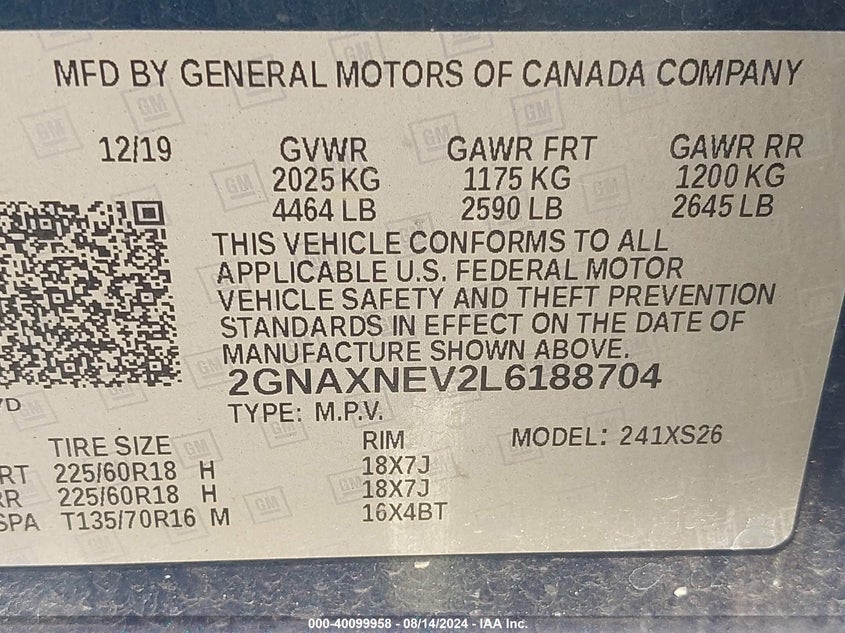 MFD BY GENERAL MOTORS OF CANADA COMPANY
12/19 GVWR GAWR FRT GAWR RR
2025 KG 1175 KG 1200 KG
4464 LB 2590 LB 2645 LB
THIS VEHICLE CONFORMS TO ALL
APPLICABLE U.S. FEDERAL MOTOR
VEHICLE SAFETY AND THEFT PREVENTION
STANDARDS IN EFFECT ON THE DATE OF
MANUFACTURE SHOWN ABOVE.
2GNAXNEV2L6188704
TYPE: M.P.V.
TIRE SIZE RIM MODEL: 241XS26
RT 225/60R18 H 18X7J
RR 225/60R18 H 18X7J
SPA T135/70R16 M 16X4BT
000-40099958 - 08/14/2024 - IAA Inc.